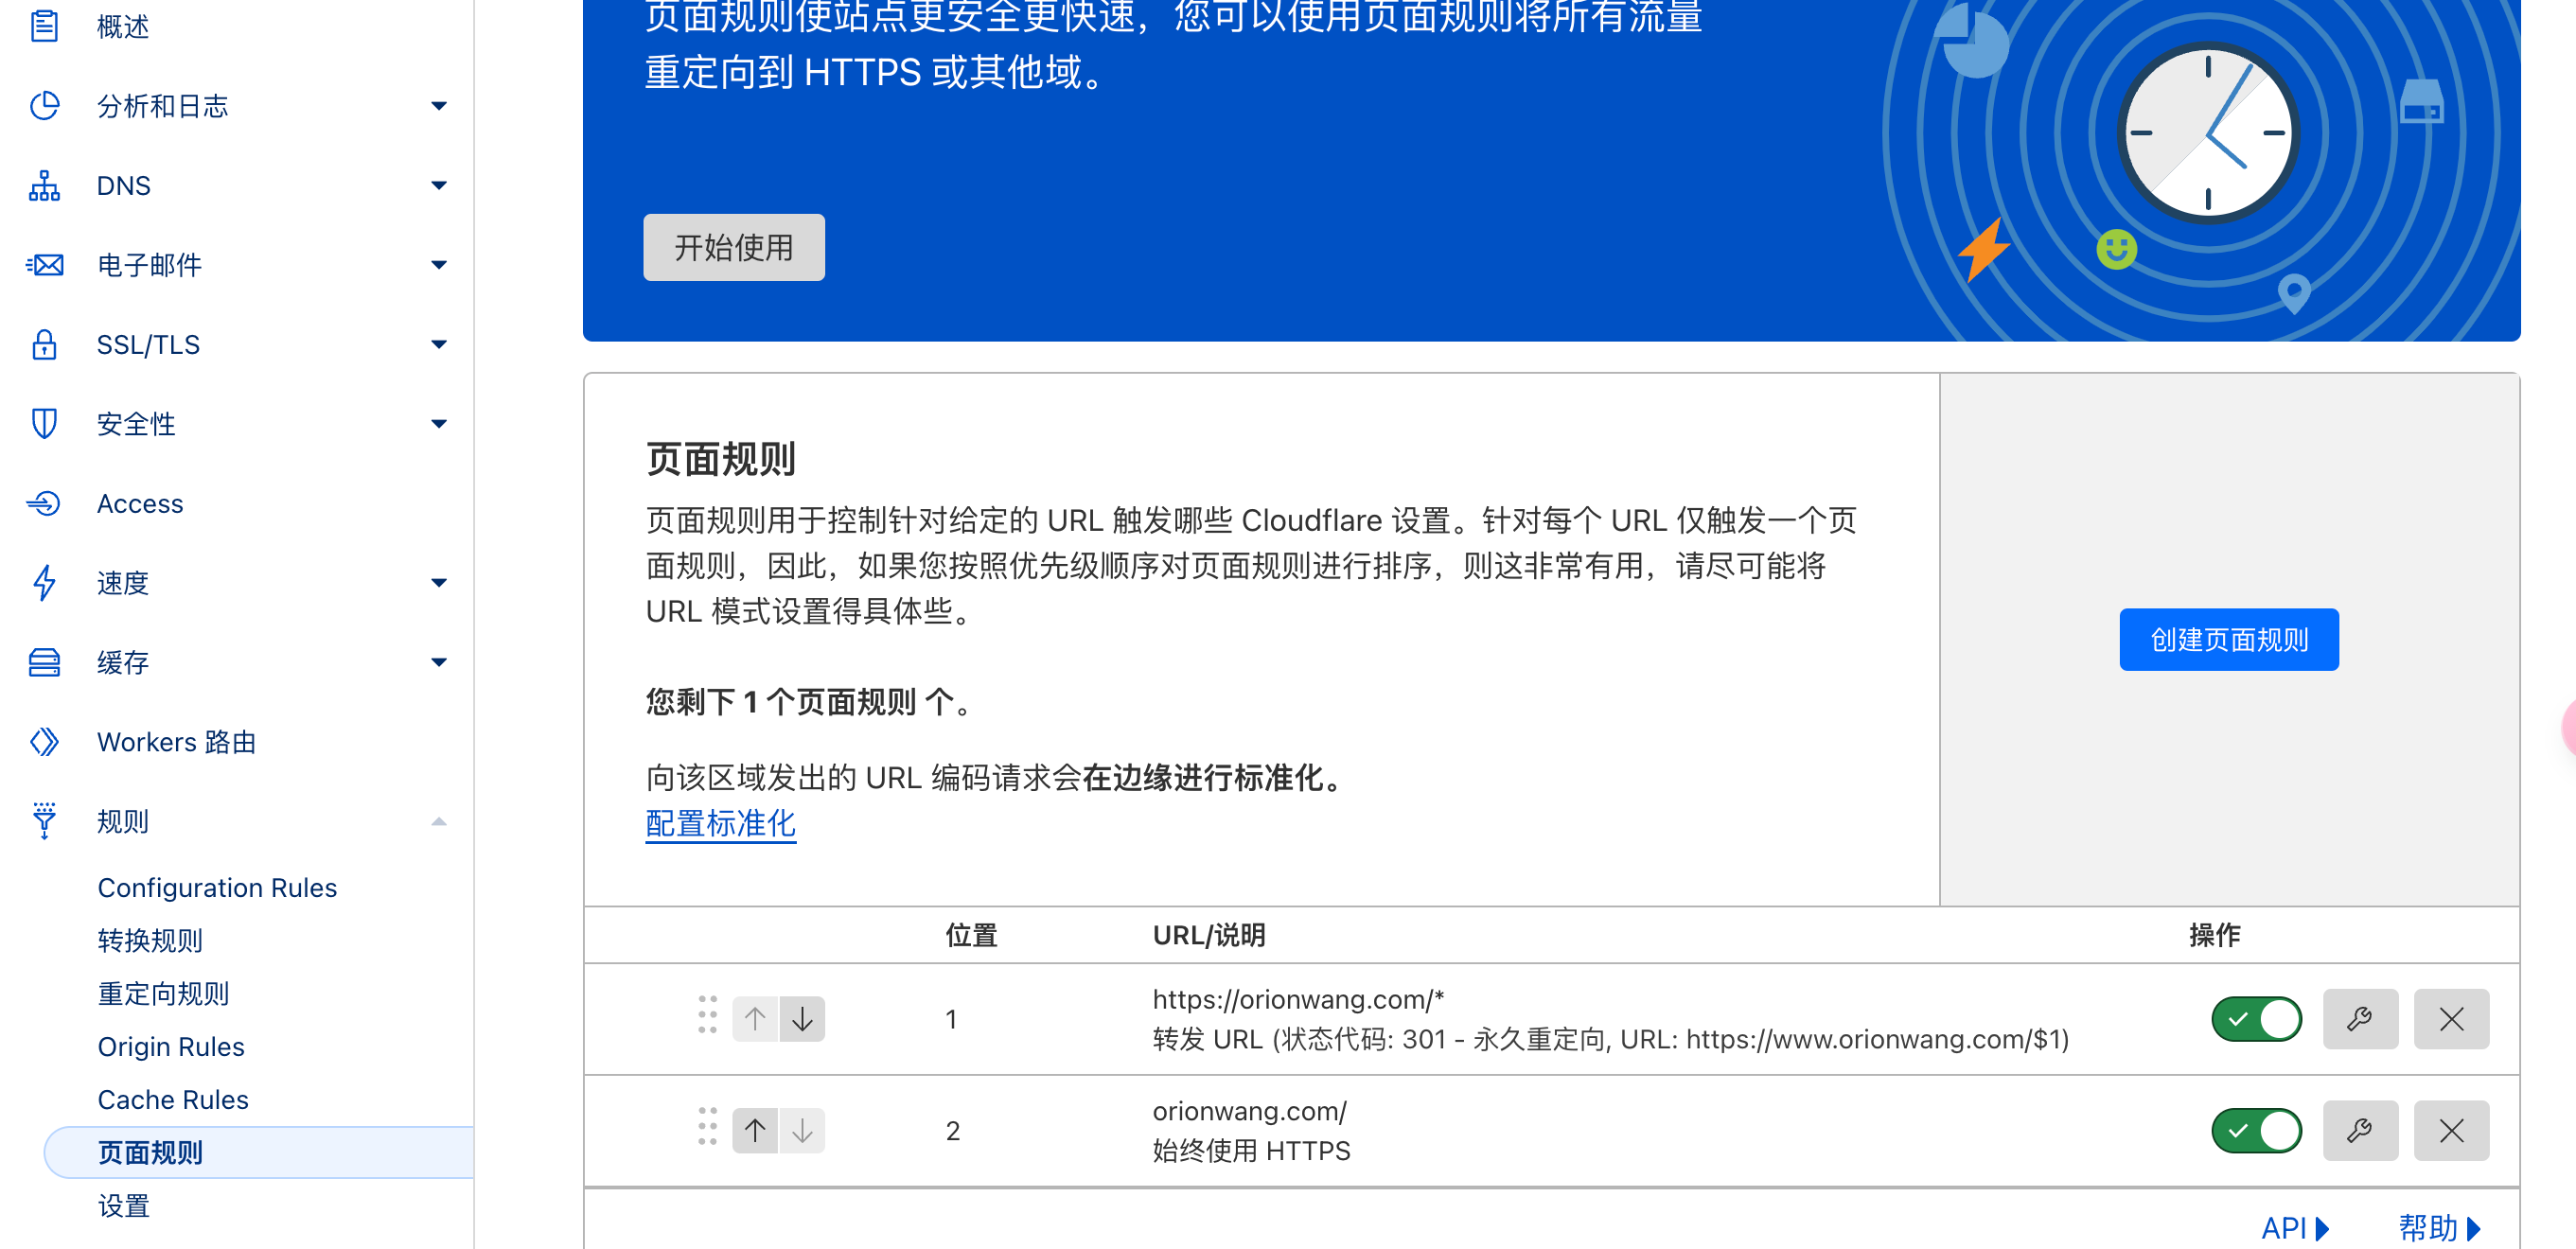 概述
分析和日志
DNS
电子邮件
SSL/TLS
安全性
Access
速度
缓存
Workers 路由
规则
Configuration Rules
转换规则
重定向规则
Origin Rules
Cache Rules
页面规则
设置
页面规则使站点更安全更快速，您可以使用页面规则将所有流量
重定向到 HTTPS 或其他域。
开始使用
页面规则
页面规则用于控制针对给定的 URL 触发哪些 Cloudflare 设置。针对每个 URL 仅触发一个页
面规则，因此，如果您按照优先级顺序对页面规则进行排序，则这非常有用，请尽可能将
URL 模式设置得具体些。
您剩下 1 个页面规则 个。
向该区域发出的 URL 编码请求会在边缘进行标准化。
配置标准化
创建页面规则
位置 URL/说明 操作
1 https://orionwang.com/*
转发 URL (状态代码: 301 - 永久重定向, URL: https://www.orionwang.com/$1)
2 orionwang.com/
始终使用 HTTPS
API 帮助